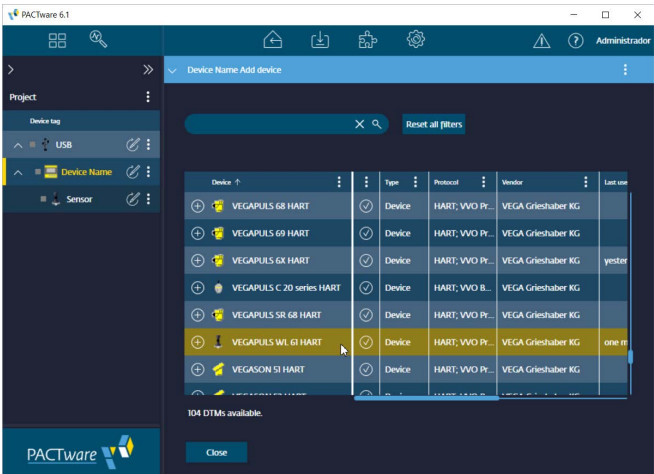 PACTware 6.1
Administrador
Device Name Add device
Project
Device tag
USB
Device Name
Sensor
Reset all filters
Device Type Protocol Vendor Last use
VEGAPULS 68 HART Device HART; VVO Pr... VEGA Grieshaber KG
VEGAPULS 69 HART Device HART; VVO Pr... VEGA Grieshaber KG
VEGAPULS 6X HART Device HART; VVO Pr... VEGA Grieshaber KG yester
VEGAPULS C 20 series HART Device HART; VVO B... VEGA Grieshaber KG
VEGAPULS SR 68 HART Device HART; VVO Pr... VEGA Grieshaber KG
VEGAPULS WL 61 HART Device HART; VVO Pr... VEGA Grieshaber KG one m
VEGASON 51 HART Device HART; VVO Pr... VEGA Grieshaber KG
104 DTMs available.
Close
PACTware